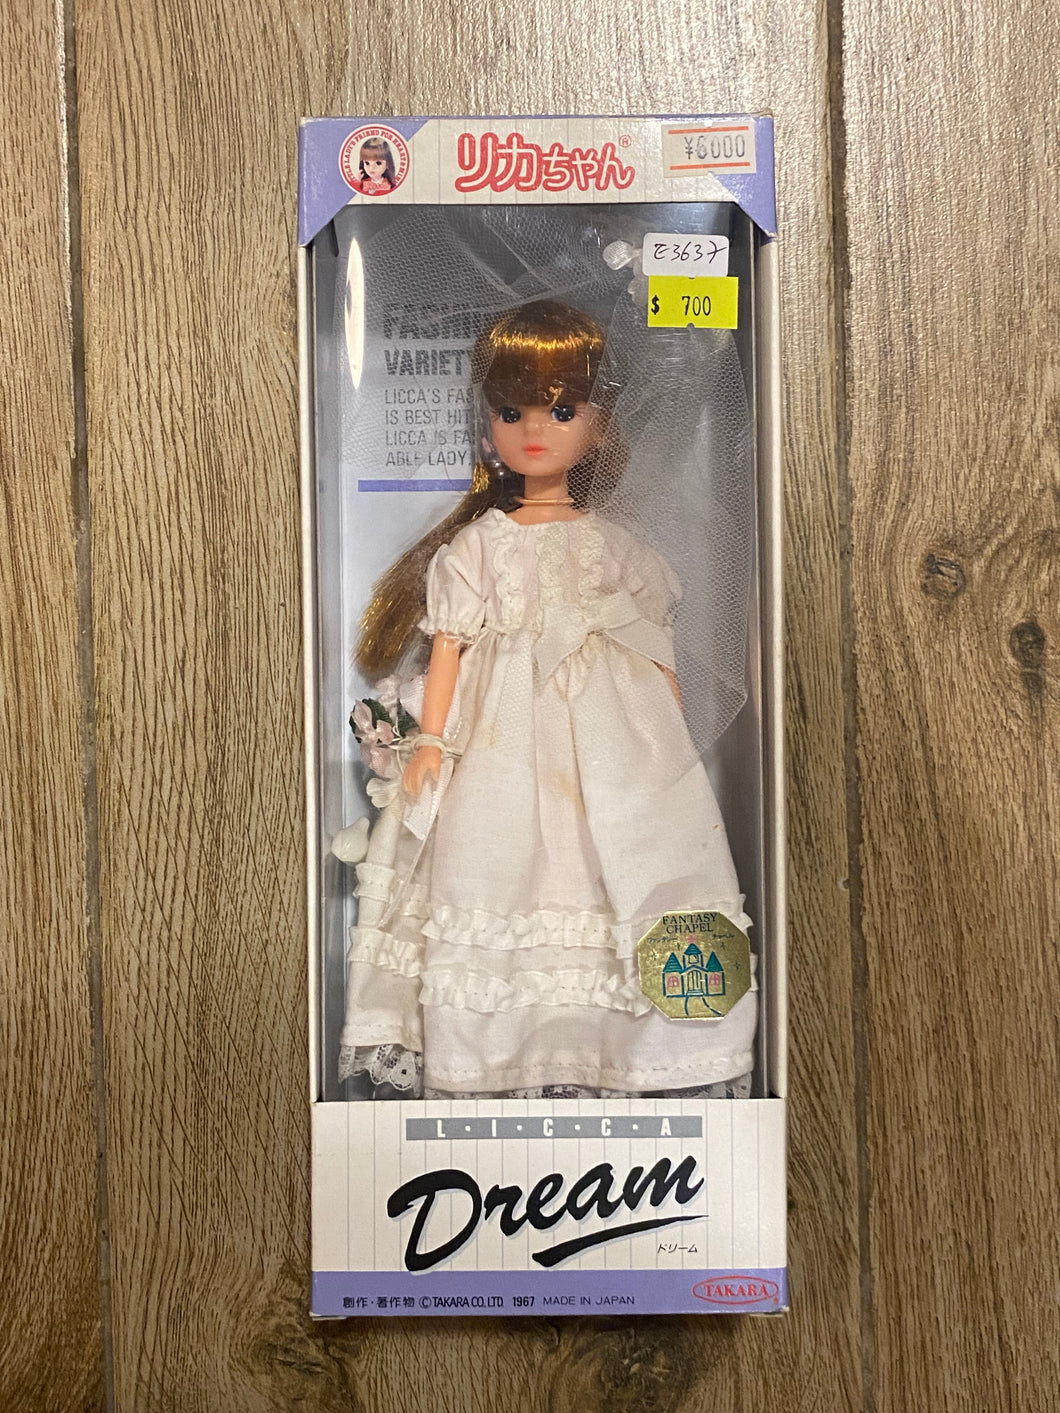 リカちゃん®
¥6000
E3637
$ 700
VARIET
LICCA'S FAS
IS BEST HIT
LICCA IS FA
ABLE LADY.
FANTASY
CHAPEL
L・I・C・C・A
Dream
ドリーム
創作・著作物 ©TAKARA CO.,LTD. 1967 MADE IN JAPAN
TAKARA